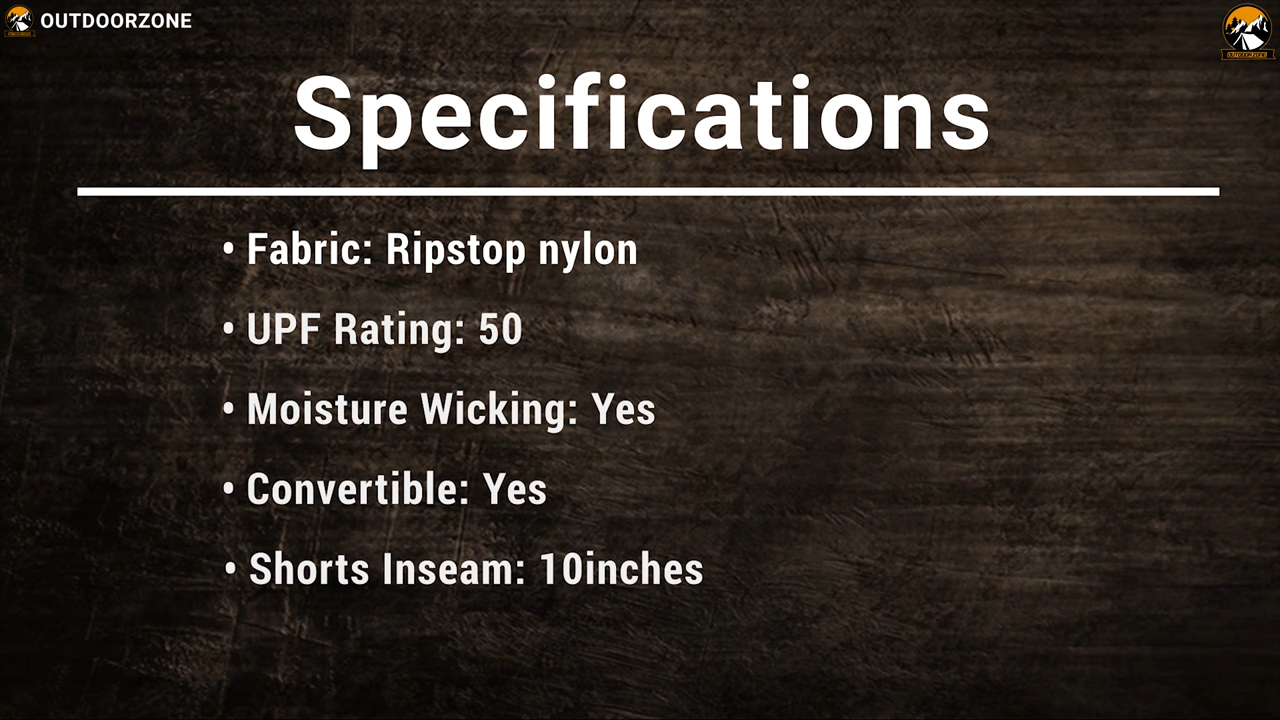 OUTDOORZONE
Specifications
• Fabric: Ripstop nylon
• UPF Rating: 50
• Moisture Wicking: Yes
• Convertible: Yes
• Shorts Inseam: 10inches